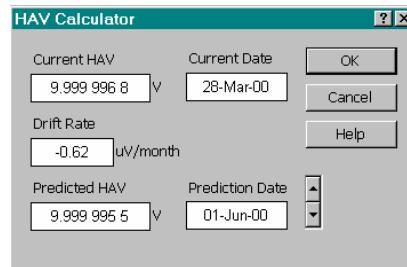 HAV Calculator
Current HAV
Current Date
OK
9.999 996 8 V
28-Mar-00
Cancel
Drift Rate
Help
-0.62 uV/month
Predicted HAV
Prediction Date
9.999 995 5 V
01-Jun-00